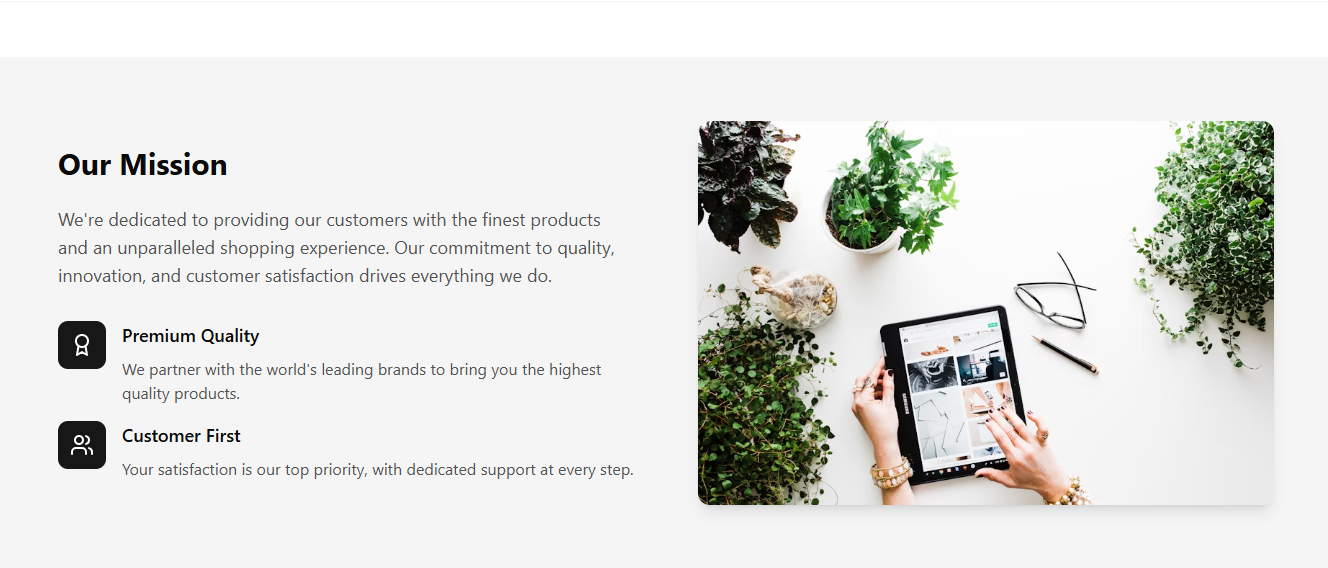 Our Mission
We're dedicated to providing our customers with the finest products
and an unparalleled shopping experience. Our commitment to quality,
innovation, and customer satisfaction drives everything we do.
Premium Quality
We partner with the world's leading brands to bring you the highest
quality products.
Customer First
Your satisfaction is our top priority, with dedicated support at every step.
SAMSUNG